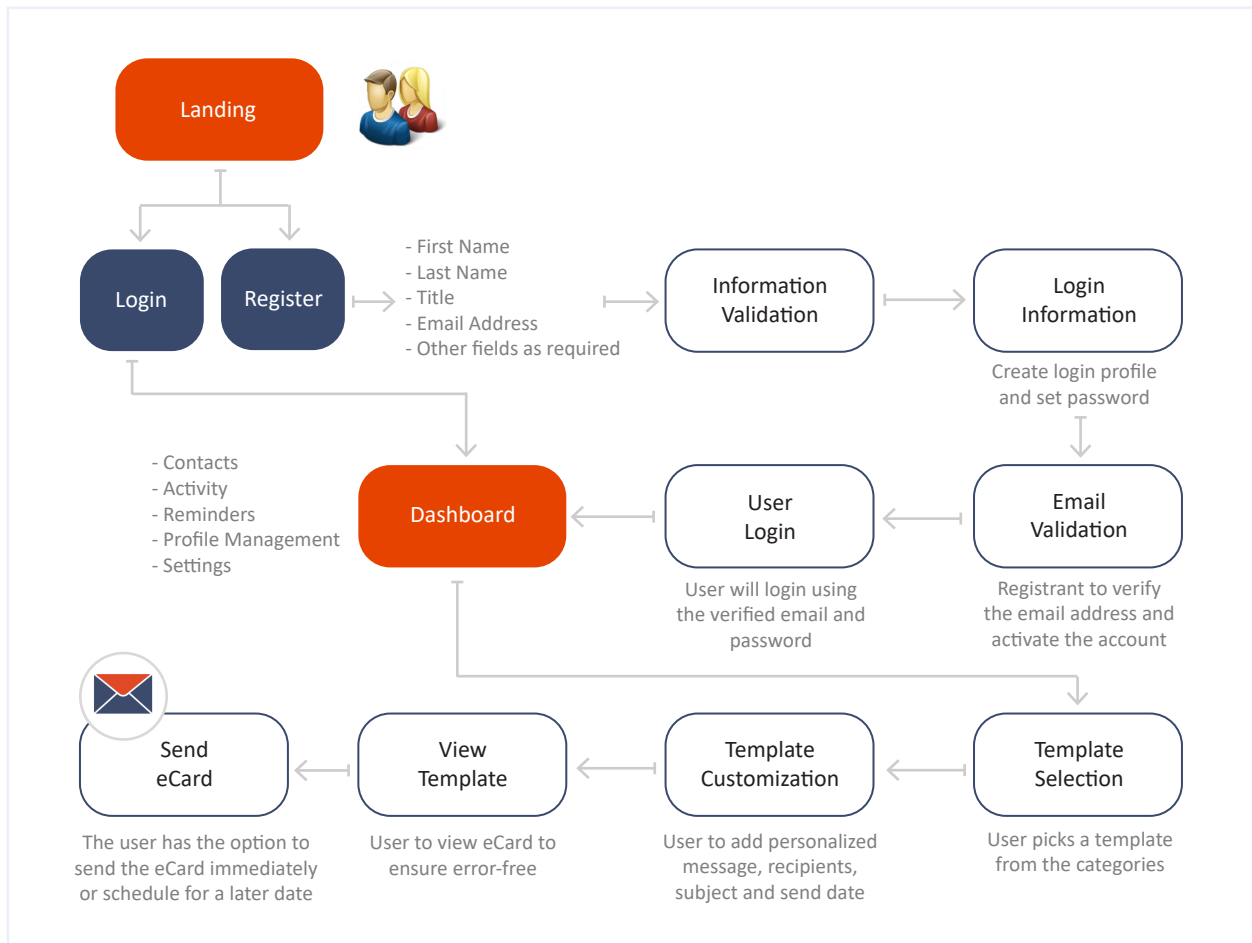 Landing
Login
Register
- First Name
- Last Name
- Title
- Email Address
- Other fields as required
Information
Validation
Login
Information
Create login profile
and set password
- Contacts
- Activity
- Reminders
- Profile Management
- Settings
Dashboard
User
Login
User will login using
the verified email and
password
Email
Validation
Registrant to verify
the email address and
activate the account
Send
eCard
The user has the option to
send the eCard immediately
or schedule for a later date
View
Template
User to view eCard to
ensure error-free
Template
Customization
User to add personalized
message, recipients,
subject and send date
Template
Selection
User picks a template
from the categories